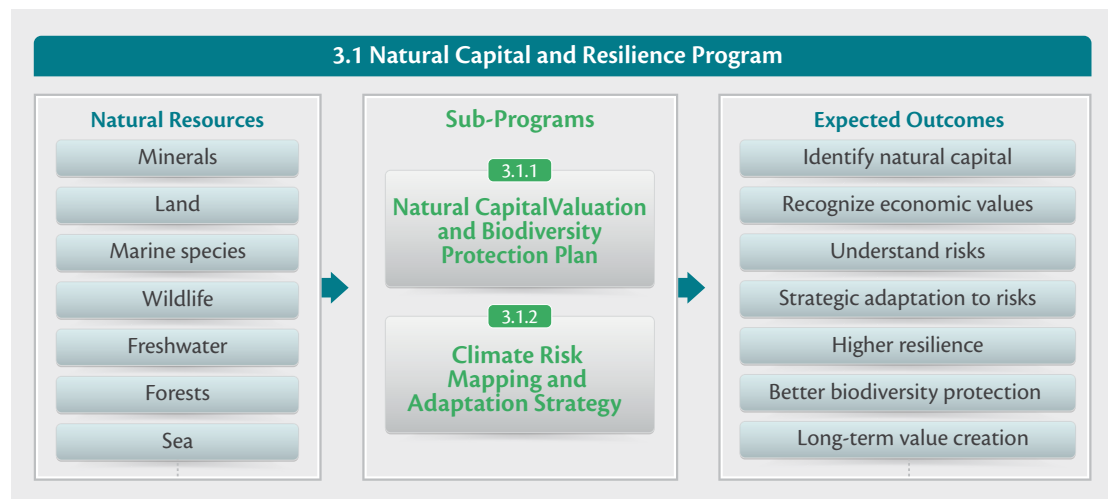 3.1 Natural Capital and Resilience Program
Natural Resources
Minerals
Land
Marine species
Wildlife
Freshwater
Forests
Sea
Sub-Programs
3.1.1
Natural CapitalValuation
and Biodiversity
Protection Plan
3.1.2
Climate Risk
Mapping and
Adaptation Strategy
Expected Outcomes
Identify natural capital
Recognize economic values
Understand risks
Strategic adaptation to risks
Higher resilience
Better biodiversity protection
Long-term value creation